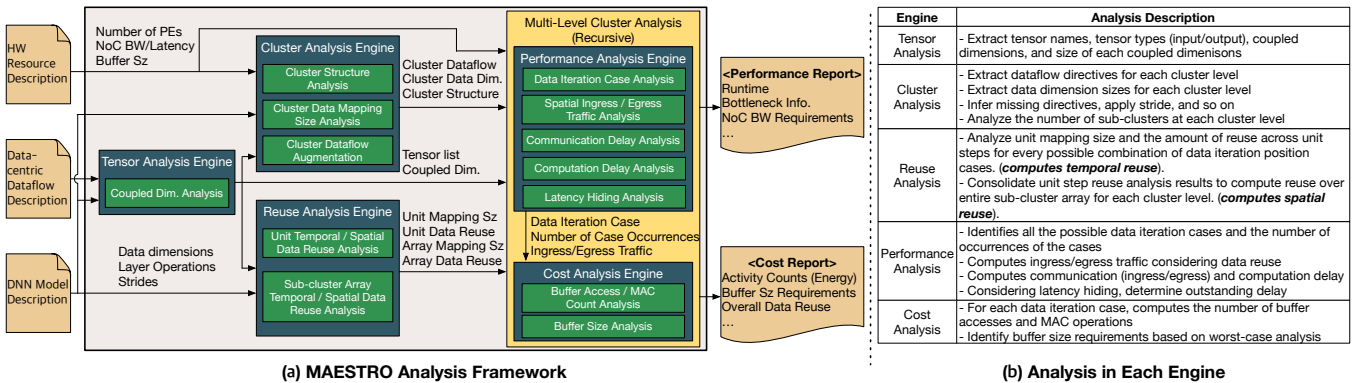 HW
Resource
Description
Data-
centric
Dataflow
Description
DNN Model
Description
Number of PEs
NoC BW/Latency
Buffer Sz
Tensor Analysis Engine
Coupled Dim. Analysis
Data dimensions
Layer Operations
Strides
Cluster Analysis Engine
Cluster Structure
Analysis
Cluster Data Mapping
Size Analysis
Cluster Dataflow
Augmentation
Reuse Analysis Engine
Unit Temporal / Spatial
Data Reuse Analysis
Sub-cluster Array
Temporal / Spatial Data
Reuse Analysis
Cluster Dataflow
Cluster Data Dim.
Cluster Structure
Tensor list
Coupled Dim.
Unit Mapping Sz
Unit Data Reuse
Array Mapping Sz
Array Data Reuse
Multi-Level Cluster Analysis
(Recursive)
Performance Analysis Engine
Data Iteration Case Analysis
Spatial Ingress / Egress
Traffic Analysis
Communication Delay Analysis
Computation Delay Analysis
Latency Hiding Analysis
Data Iteration Case
Number of Case Occurrences
Ingress/Egress Traffic
Cost Analysis Engine
Buffer Access / MAC
Count Analysis
Buffer Size Analysis
<Performance Report>
Runtime
Bottleneck Info.
NoC BW Requirements
...
<Cost Report>
Activity Counts (Energy)
Buffer Sz Requirements
Overall Data Reuse
...
(a) MAESTRO Analysis Framework
Engine
Analysis Description
Tensor
Analysis
- Extract tensor names, tensor types (input/output), coupled
dimensions, and size of each coupled dimenisons
Cluster
Analysis
- Extract dataflow directives for each cluster level
- Extract data dimension sizes for each cluster level
- Infer missing directives, apply stride, and so on
- Analyze the number of sub-clusters at each cluster level
Reuse
Analysis
- Analyze unit mapping size and the amount of reuse across unit
steps for every possible combination of data iteration position
cases. (computes temporal reuse).
- Consolidate unit step reuse analysis results to compute reuse over
entire sub-cluster array for each cluster level. (computes spatial
reuse).
Performance
Analysis
- Identifies all the possible data iteration cases and the number of
occurrences of the cases
- Computes ingress/egress traffic considering data reuse
- Computes communication (ingress/egress) and computation delay
- Considering latency hiding, determine outstanding delay
Cost
Analysis
- For each data iteration case, computes the number of buffer
accesses and MAC operations
- Identify buffer size requirements based on worst-case analysis
(b) Analysis in Each Engine